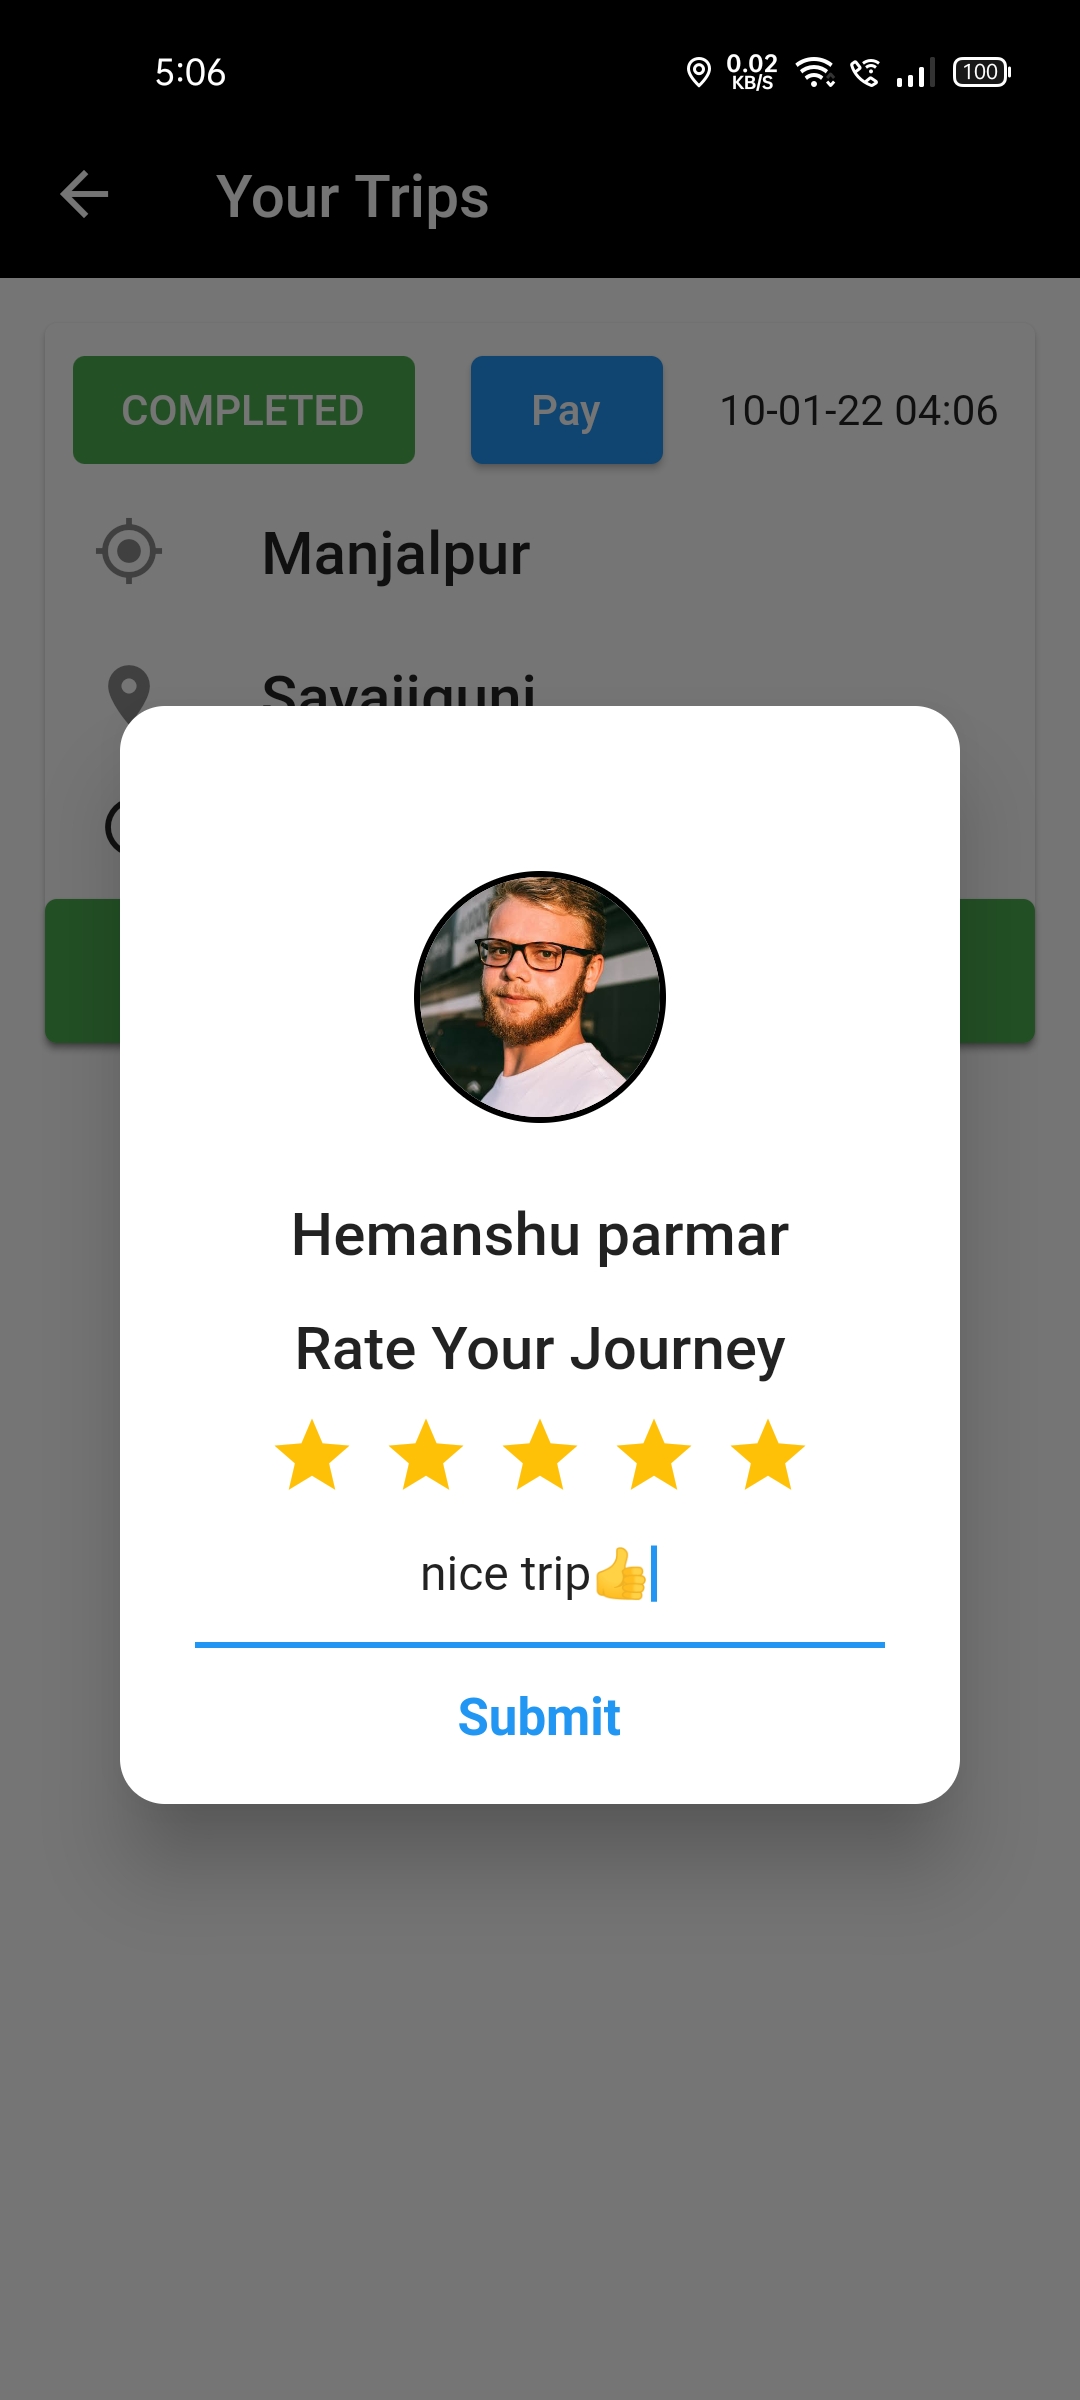 5:06
0.02
KB/S
100
Your Trips
COMPLETED
Pay
10-01-22 04:06
Manjalpur
Sayajigunj
Hemanshu parmar
Rate Your Journey
nice trip👍
Submit